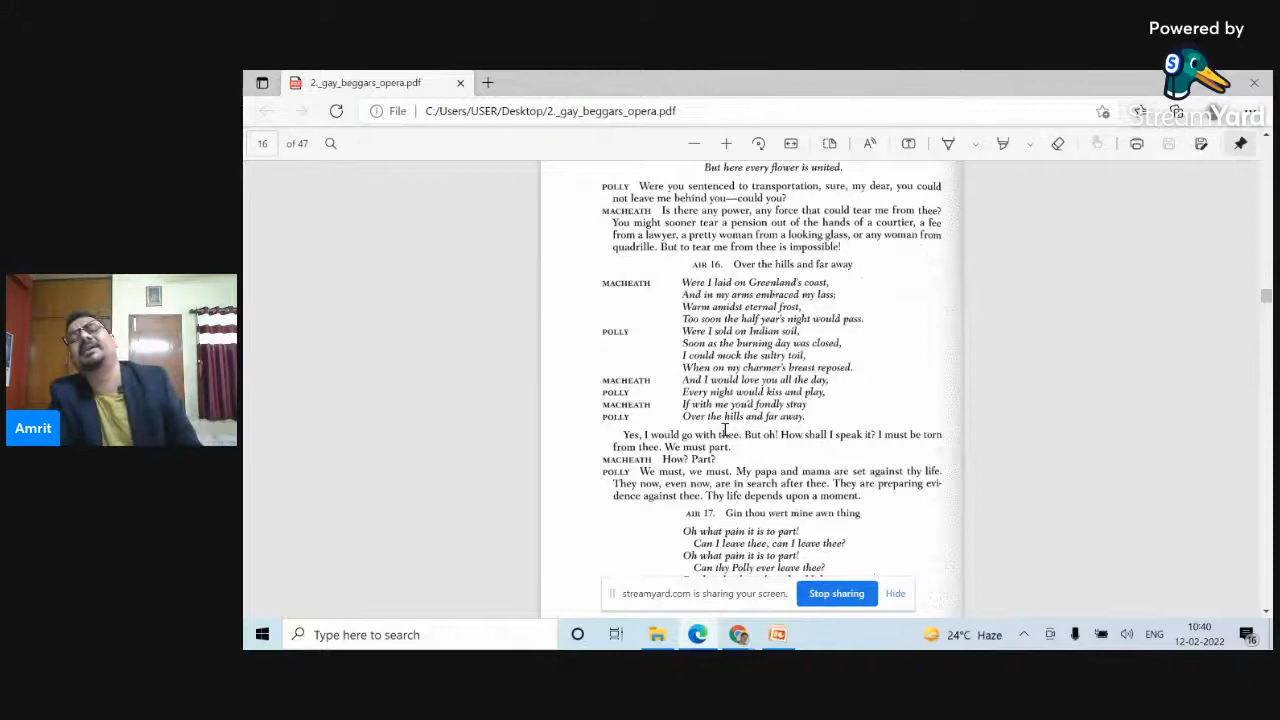 Powered by
S
StreamYard
2._gay_beggars_opera.pdf
File C:/Users/USER/Desktop/2._gay_beggars_opera.pdf
16 of 47
But here every flower is united.
POLLY Were you sentenced to transportation, sure, my dear, you could
not leave me behind you—could you?
MACHEATH Is there any power, any force that could tear me from thee?
You might sooner tear a pension out of the hands of a courtier, a fee
from a lawyer, a pretty woman from a looking glass, or any woman from
quadrille. But to tear me from thee is impossible!
AIR 16. Over the hills and far away
MACHEATH Were I laid on Greenland's coast,
And in my arms embraced my lass;
Warm amidst eternal frost,
Too soon the half year's night would pass.
POLLY Were I sold on Indian soil,
Soon as the burning day was closed,
I could mock the sultry toil,
When on my charmer's breast reposed.
MACHEATH And I would love you all the day,
POLLY Every night would kiss and play,
MACHEATH If with me you'd fondly stray
POLLY Over the hills and far away.
Yes, I would go with thee. But oh! How shall I speak it? I must be torn
from thee. We must part.
MACHEATH How? Part?
POLLY We must, we must. My papa and mama are set against thy life.
They now, even now, are in search after thee. They are preparing evi-
dence against thee. Thy life depends upon a moment.
AIR 17. Gin thou wert mine awn thing
Oh what pain it is to part!
Can I leave thee, can I leave thee?
Oh what pain it is to part!
Can thy Polly ever leave thee?
streamyard.com is sharing your screen. Stop sharing Hide
Amrit
Type here to search
24°C Haze
ENG
10:40
12-02-2022
16